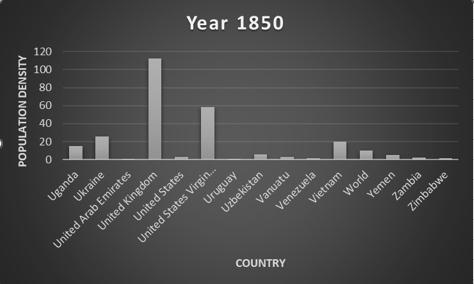 Year 1850
POPULATION DENSITY
120
100
80
60
40
20
0
Uganda
Ukraine
United Arab Emirates
United Kingdom
United States
United States Virgin...
Uruguay
Uzbekistan
Vanuatu
Venezuela
Vietnam
World
Yemen
Zambia
Zimbabwe
COUNTRY